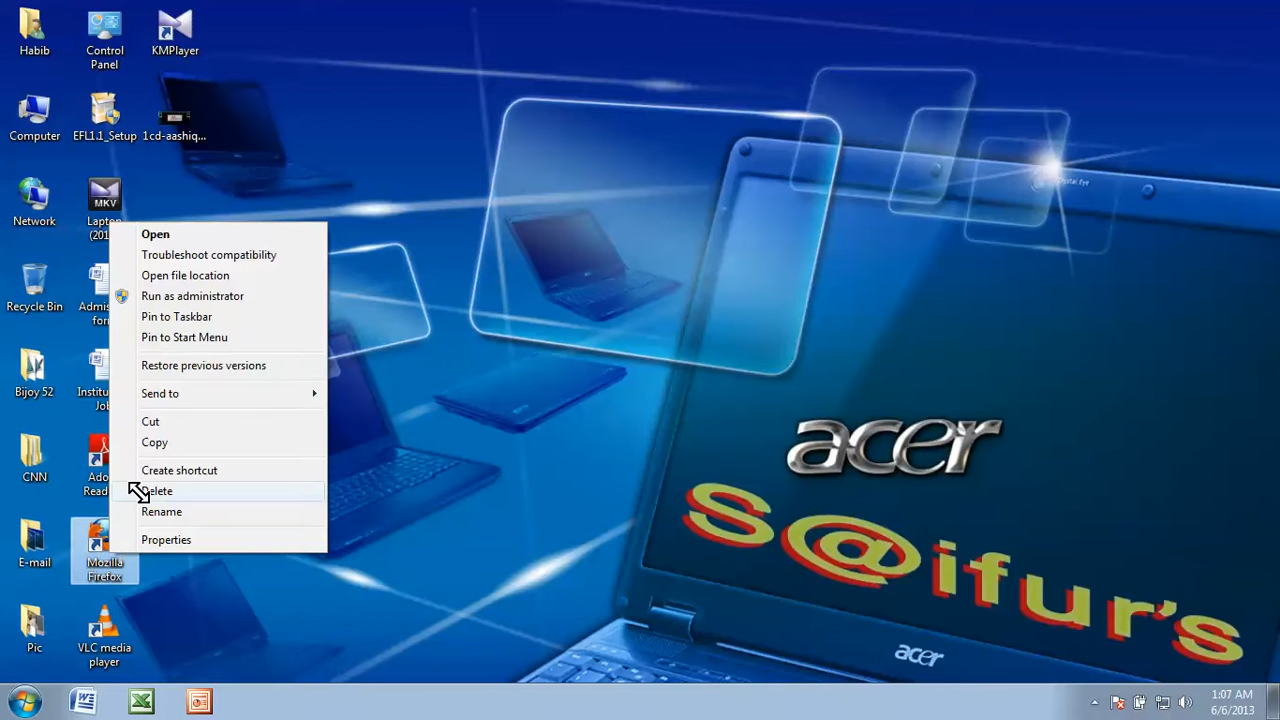 Habib
Control
Panel
KMPlayer
Computer
EFL1.1_Setup
1cd-aashiq...
Network
MKV
Recycle Bin
Bijoy 52
CNN
E-mail
Mozilla
Firefox
Pic
VLC media
player
Open
Troubleshoot compatibility
Open file location
Run as administrator
Pin to Taskbar
Pin to Start Menu
Restore previous versions
Send to
Cut
Copy
Create shortcut
Delete
Rename
Properties
acer
S@ifur's
acer
1:07 AM
6/6/2013